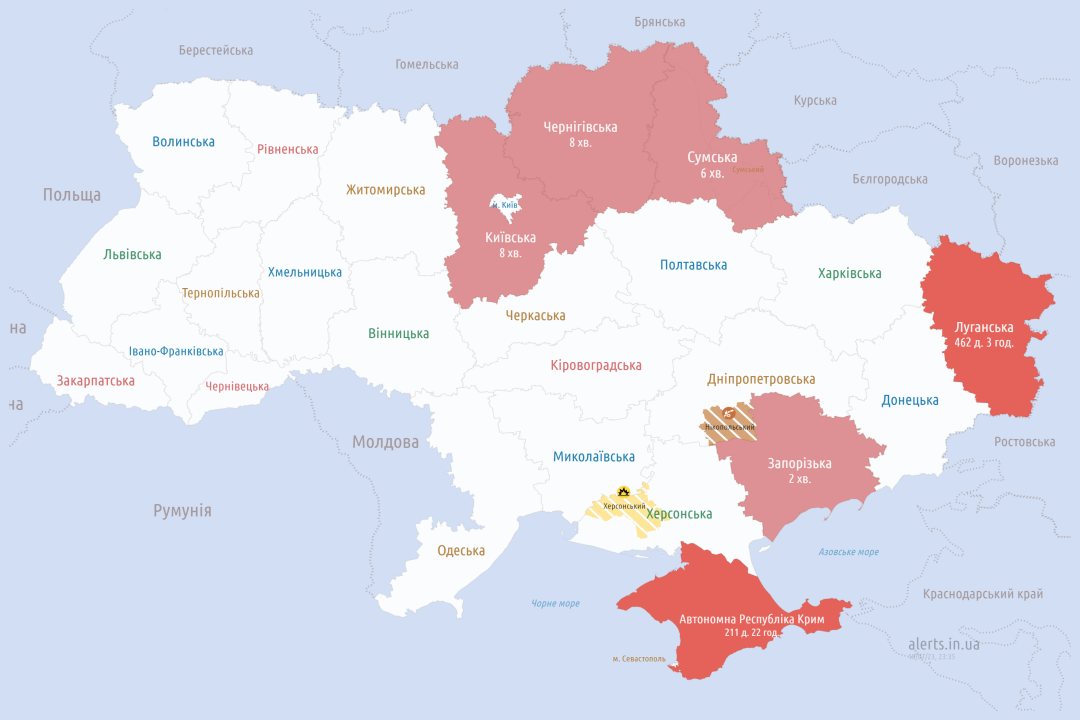 Брянська
Берестейська
Гомельська
Курська
Чернігівська
8 хв.
Волинська
Рівненська
Сумська
6 хв.
Сумський
Воронезька
Бєлгородська
Житомирська
Польща
м. Київ
Київська
8 хв.
Львівська
Полтавська
Хмельницька
Харківська
Тернопільська
Черкаська
на
Луганська
462 д. 3 год.
Вінницька
Івано-Франківська
Кіровоградська
Закарпатська
Чернівецька
Дніпропетровська
на
Донецька
Нікопольський
Молдова
Ростовська
Миколаївська
Запорізька
2 хв.
Румунія
Херсонський
Херсонська
Одеська
Азовське море
Краснодарський край
Чорне море
Автономна Республіка Крим
211 д. 22 год.
alerts.in.ua
м. Севастополь